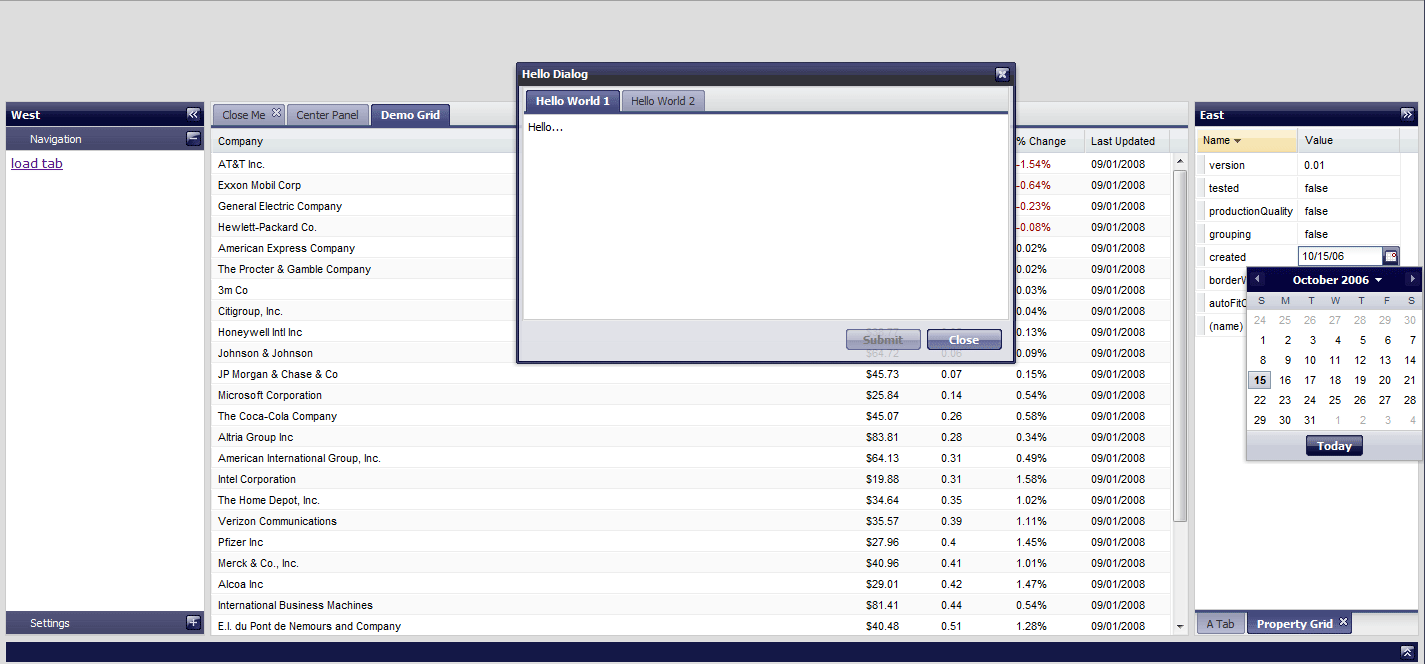 Hello Dialog
Hello World 1 Hello World 2
Hello...
Submit Close
West
Navigation
load tab
Settings
Close Me Center Panel Demo Grid
Company % Change Last Updated
AT&T Inc. -1.54% 09/01/2008
Exxon Mobil Corp -0.64% 09/01/2008
General Electric Company -0.23% 09/01/2008
Hewlett-Packard Co. -0.08% 09/01/2008
American Express Company 0.02% 09/01/2008
The Procter & Gamble Company 0.02% 09/01/2008
3m Co 0.03% 09/01/2008
Citigroup, Inc. 0.04% 09/01/2008
Honeywell Intl Inc 0.13% 09/01/2008
Johnson & Johnson $64.72 0.06 0.09% 09/01/2008
JP Morgan & Chase & Co $45.73 0.07 0.15% 09/01/2008
Microsoft Corporation $25.84 0.14 0.54% 09/01/2008
The Coca-Cola Company $45.07 0.26 0.58% 09/01/2008
Altria Group Inc $83.81 0.28 0.34% 09/01/2008
American International Group, Inc. $64.13 0.31 0.49% 09/01/2008
Intel Corporation $19.88 0.31 1.58% 09/01/2008
The Home Depot, Inc. $34.64 0.35 1.02% 09/01/2008
Verizon Communications $35.57 0.39 1.11% 09/01/2008
Pfizer Inc $27.96 0.4 1.45% 09/01/2008
Merck & Co., Inc. $40.96 0.41 1.01% 09/01/2008
Alcoa Inc $29.01 0.42 1.47% 09/01/2008
International Business Machines $81.41 0.44 0.54% 09/01/2008
E.I. du Pont de Nemours and Company $40.48 0.51 1.28% 09/01/2008
East
Name Value
version 0.01
tested false
productionQuality false
grouping false
created 10/15/06
(name)
October 2006
S M T W T F S
24 25 26 27 28 29 30
1 2 3 4 5 6 7
8 9 10 11 12 13 14
15 16 17 18 19 20 21
22 23 24 25 26 27 28
29 30 31 1 2 3 4
Today
A Tab Property Grid